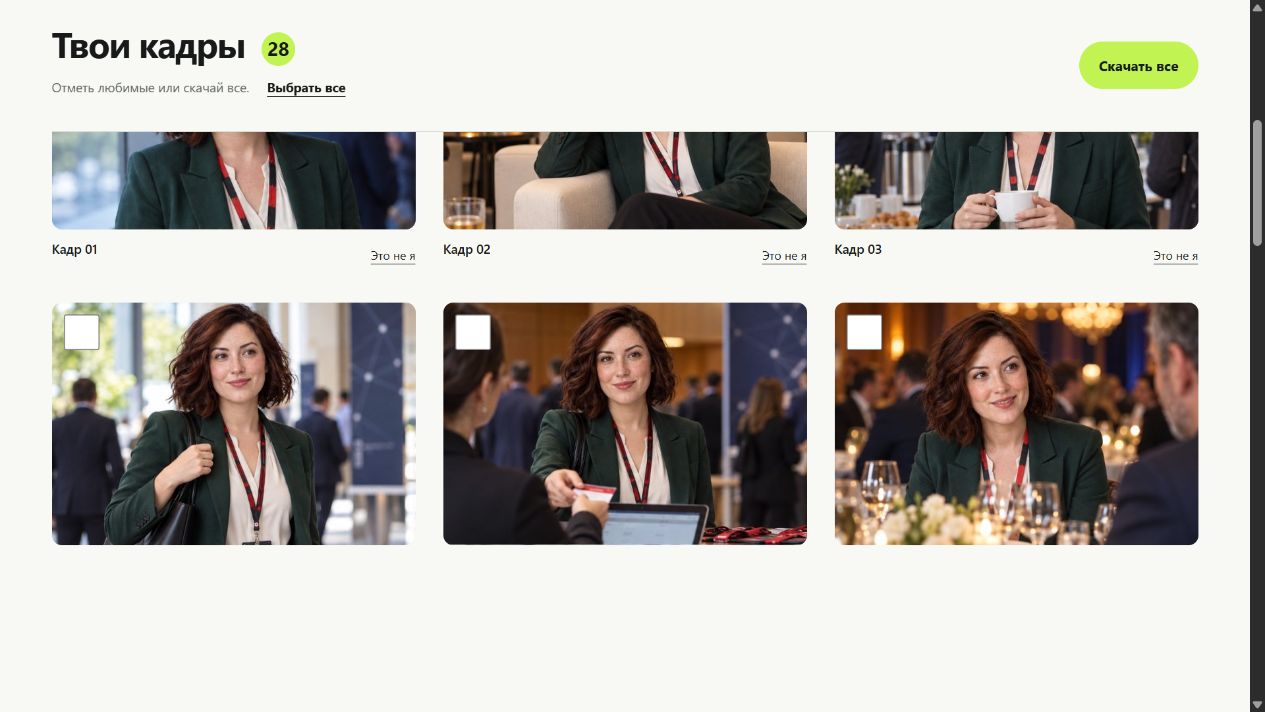 Твои кадры 28
Отметь любимые или скачай все. Выбрать все
Скачать все
Кадр 01
Это не я
Кадр 02
Это не я
Кадр 03
Это не я